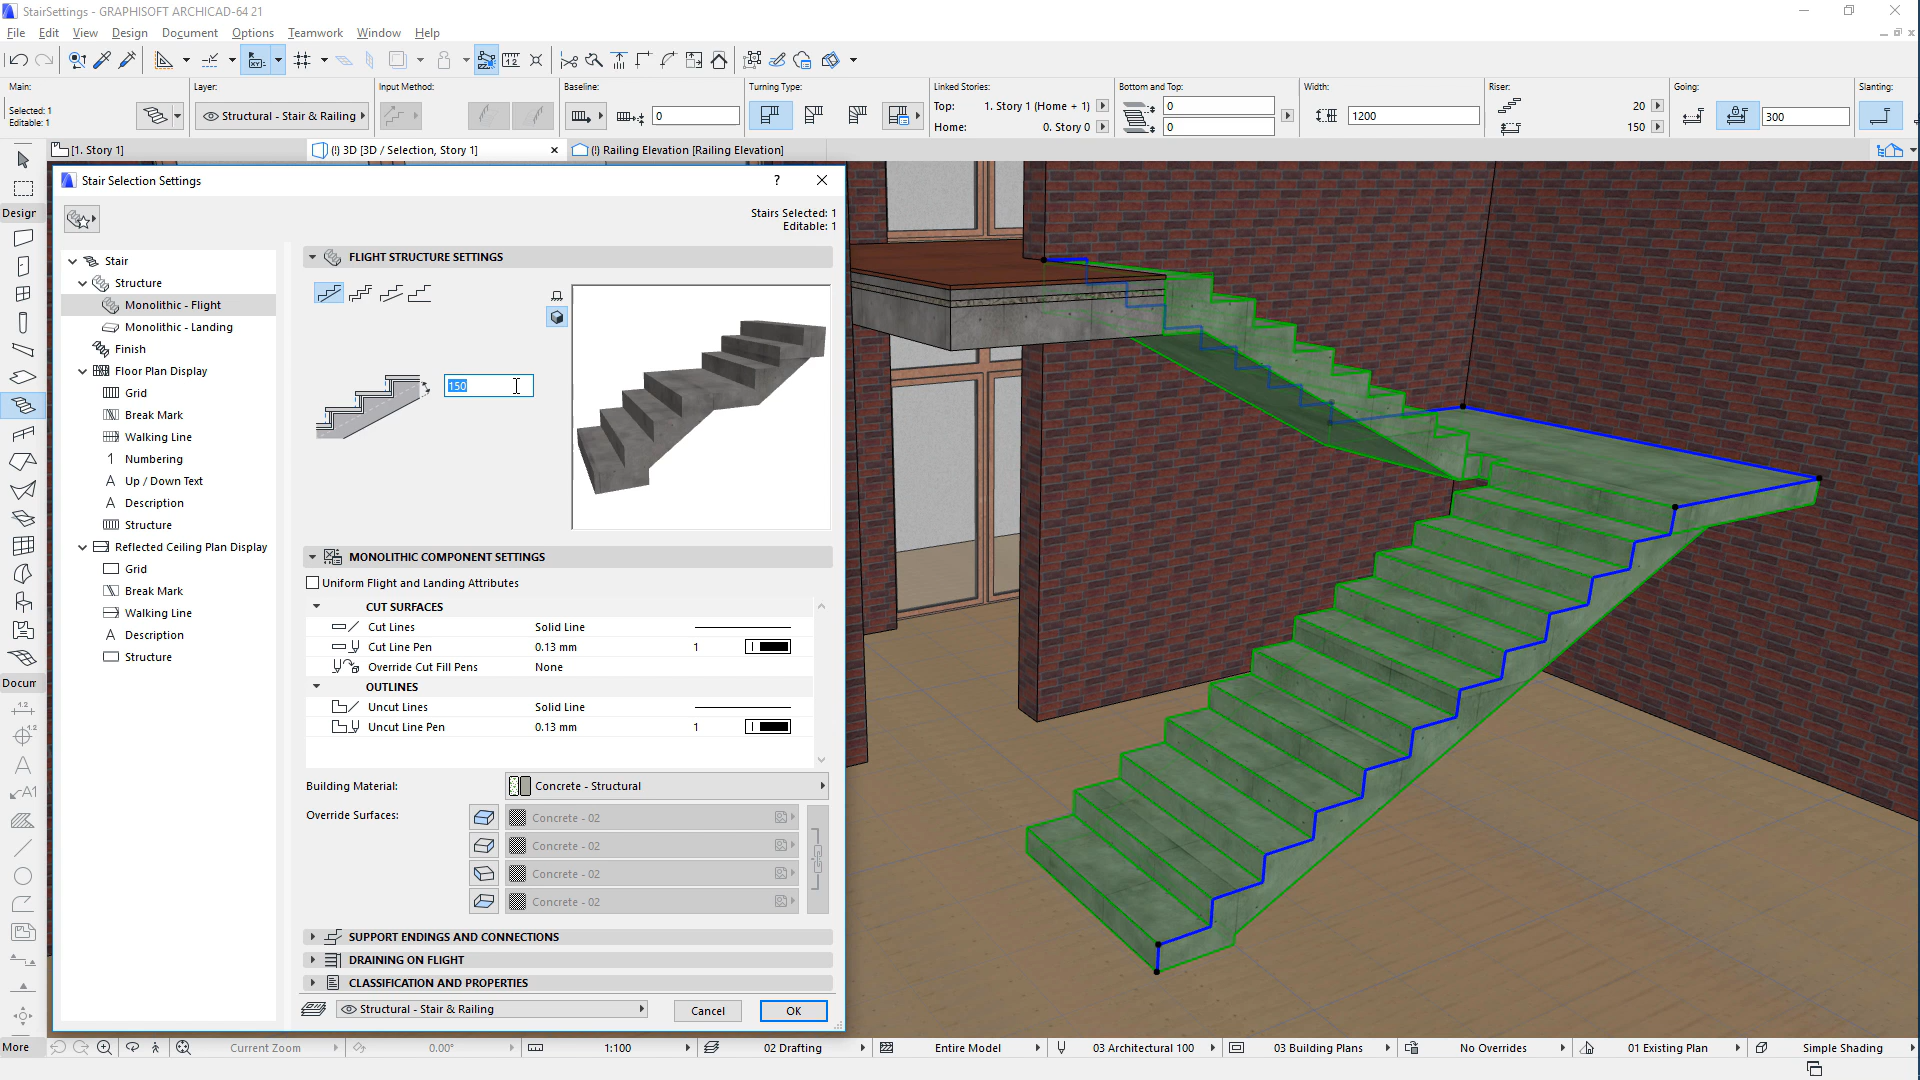 StairSettings - GRAPHISOFT ARCHICAD-64 21
File Edit View Design Document Options Teamwork Window Help
Main: Layer: Input Method: Baseline: Turning Type: Linked Stories: Bottom and Top: Width: Riser: Going: Slanting:
Selected: 1
Editable: 1
Structural - Stair & Railing
0
Top: 1. Story 1 (Home + 1)
Home: 0. Story 0
0
0
1200
20
150
300
[1. Story 1]
(!) 3D [3D / Selection, Story 1]
(!) Railing Elevation [Railing Elevation]
Stair Selection Settings
?
Stairs Selected: 1
Editable: 1
Design
Docum
1.2
1.2
A
A1
More
Stair
Structure
Monolithic - Flight
Monolithic - Landing
Finish
Floor Plan Display
Grid
Break Mark
Walking Line
1 Numbering
A Up / Down Text
A Description
Structure
Reflected Ceiling Plan Display
Grid
Break Mark
Walking Line
A Description
Structure
FLIGHT STRUCTURE SETTINGS
150
MONOLITHIC COMPONENT SETTINGS
Uniform Flight and Landing Attributes
CUT SURFACES
Cut Lines Solid Line
Cut Line Pen 0.13 mm 1
Override Cut Fill Pens None
OUTLINES
Uncut Lines Solid Line
Uncut Line Pen 0.13 mm 1
Building Material: Concrete - Structural
Override Surfaces: Concrete - 02
Concrete - 02
Concrete - 02
Concrete - 02
SUPPORT ENDINGS AND CONNECTIONS
DRAINING ON FLIGHT
CLASSIFICATION AND PROPERTIES
Structural - Stair & Railing
Cancel
OK
Current Zoom 0.00° 1:100 02 Drafting Entire Model 03 Architectural 100 03 Building Plans No Overrides 01 Existing Plan Simple Shading